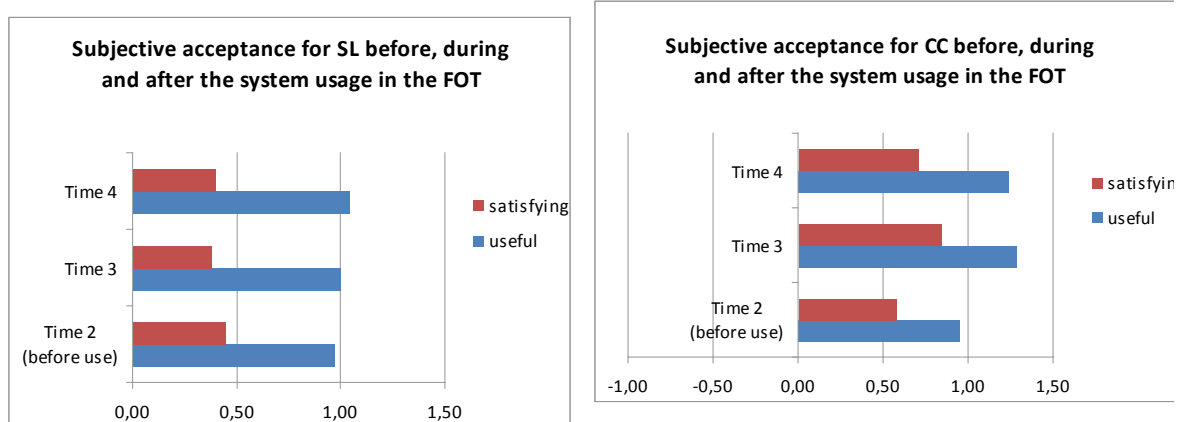 Subjective acceptance for SL before, during
and after the system usage in the FOT
Time 4
Time 3
Time 2
(before use)
0,00 0,50 1,00 1,50
satisfying
useful
Subjective acceptance for CC before, during
and after the system usage in the FOT
Time 4
Time 3
Time 2
(before use)
-1,00 -0,50 0,00 0,50 1,00 1,50
satisfyin
useful